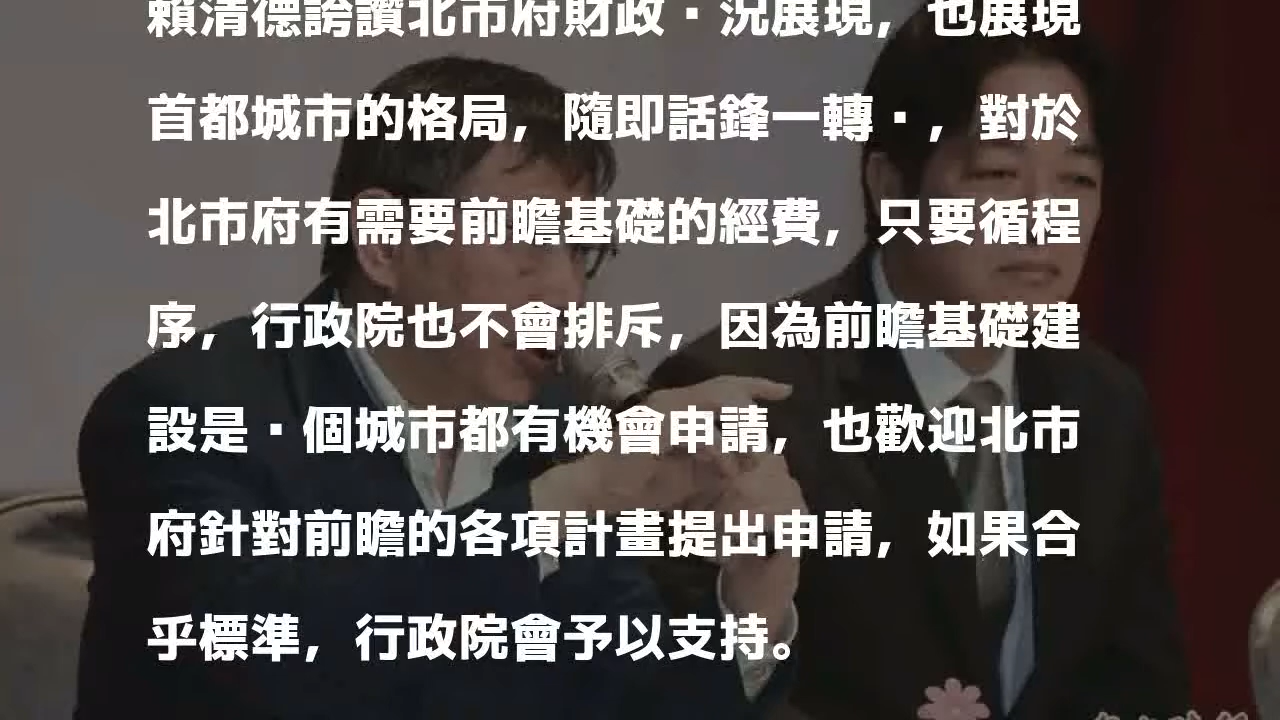 賴清德誇讚北市府財政▪況展現，也展現
首都城市的格局，隨即話鋒一轉▪，對於
北市府有需要前瞻基礎的經費，只要循程
序，行政院也不會排斥，因為前瞻基礎建
設是▪個城市都有機會申請，也歡迎北市
府針對前瞻的各項計畫提出申請，如果合
乎標準，行政院會予以支持。